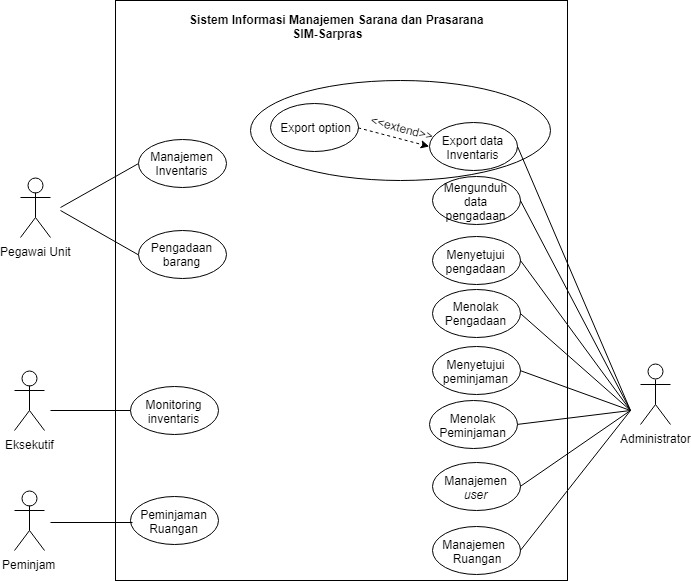 Sistem Informasi Manajemen Sarana dan Prasarana
SIM-Sarpras
Export option
<<extend>>
Export data
Inventaris
Manajemen
Inventaris
Mengunduh
data
pengadaan
Pegawai Unit
Pengadaan
barang
Menyetujui
pengadaan
Menolak
Pengadaan
Menyetujui
peminjaman
Eksekutif
Monitoring
inventaris
Menolak
Peminjaman
Administrator
Manajemen
user
Peminjam
Peminjaman
Ruangan
Manajemen
Ruangan